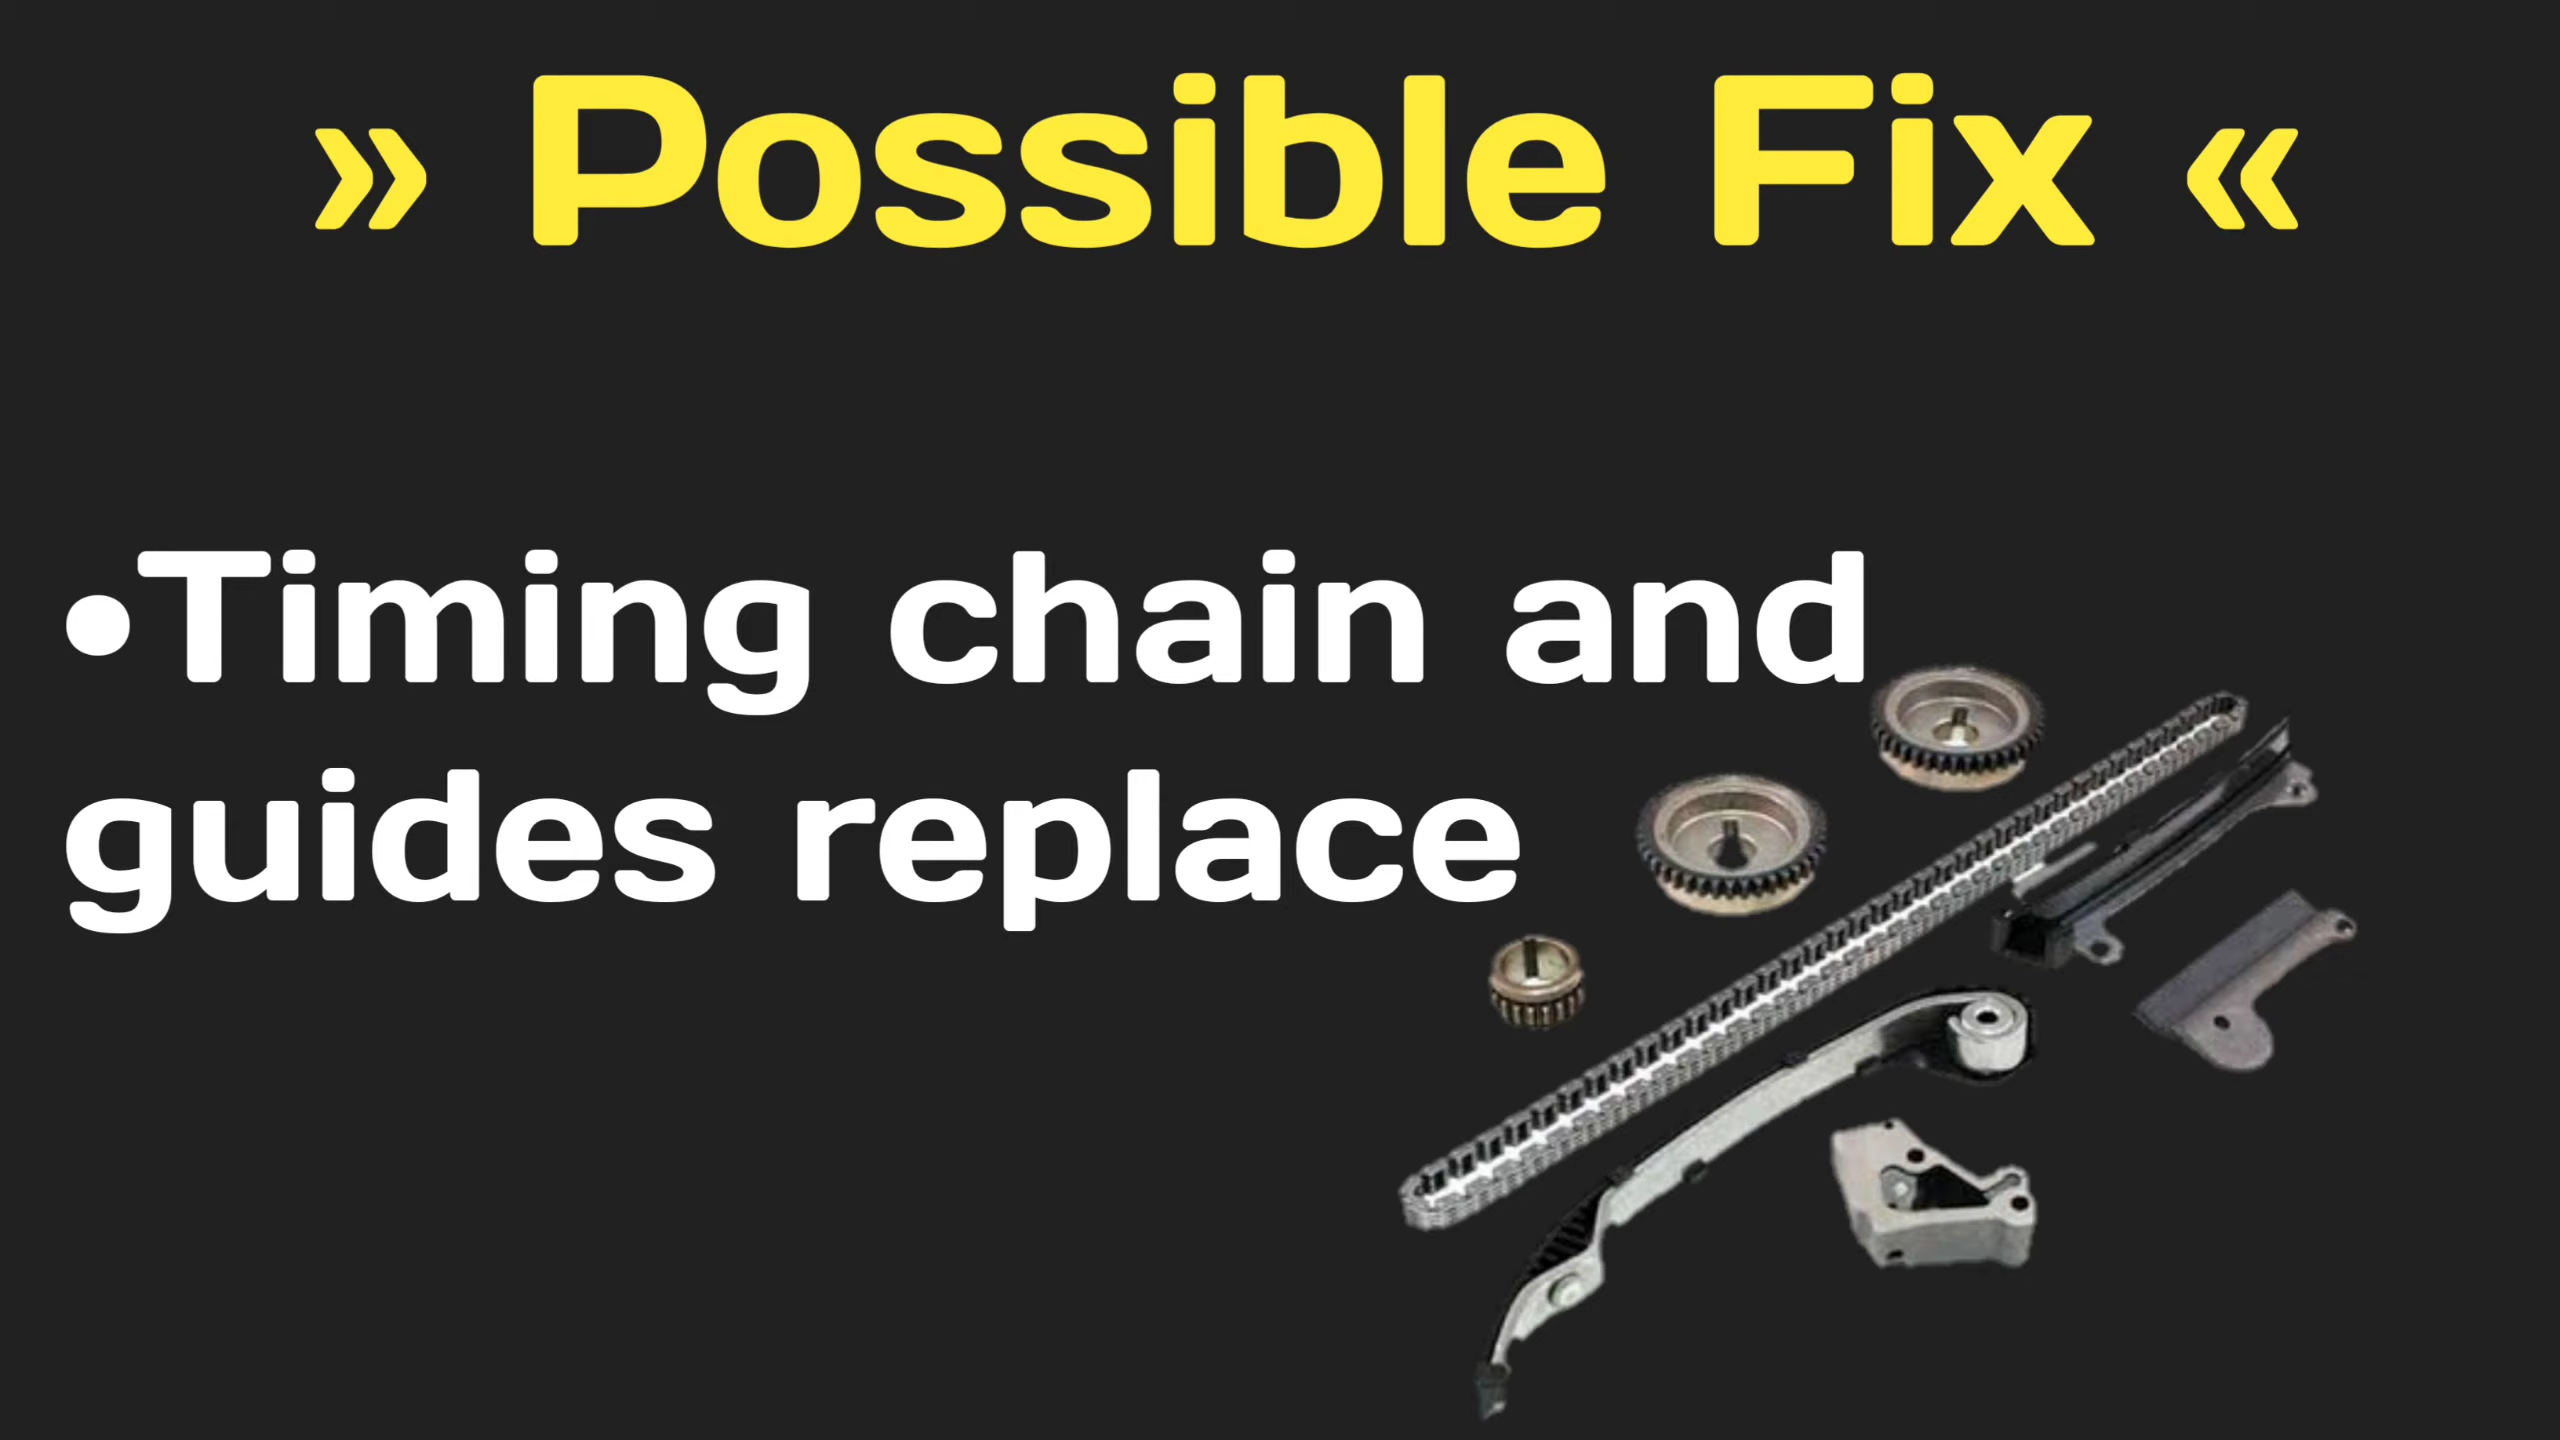 » Possible Fix «
•Timing chain and
guides replace